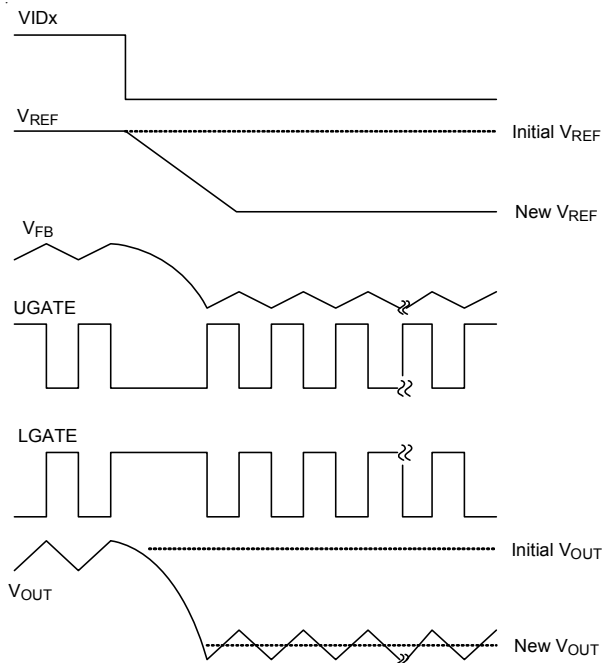 VIDx
VREF
Initial VREF
New VREF
VFB
UGATE
LGATE
Initial VOUT
VOUT
New VOUT